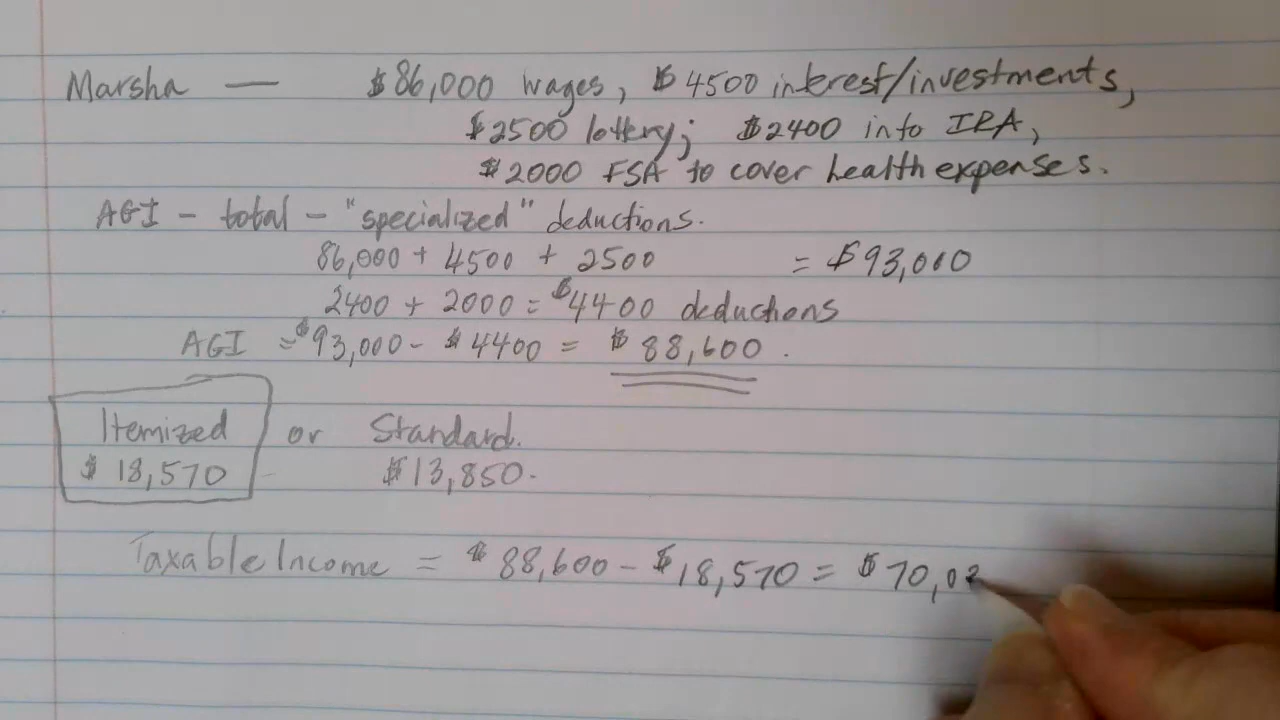 Marsha — $86,000 wages, $4500 interest/investments,
$2500 lottery; $2400 into IRA,
$2000 FSA to cover health expenses.
AGI - total - "specialized" deductions.
86,000 + 4500 + 2500 = $93,000
2400 + 2000 = $4400 deductions
AGI = $93,000 - $4400 = $88,600.
Itemized or Standard.
$18,570 $13,850.
Taxable Income = $88,600 - $18,570 = $70,03